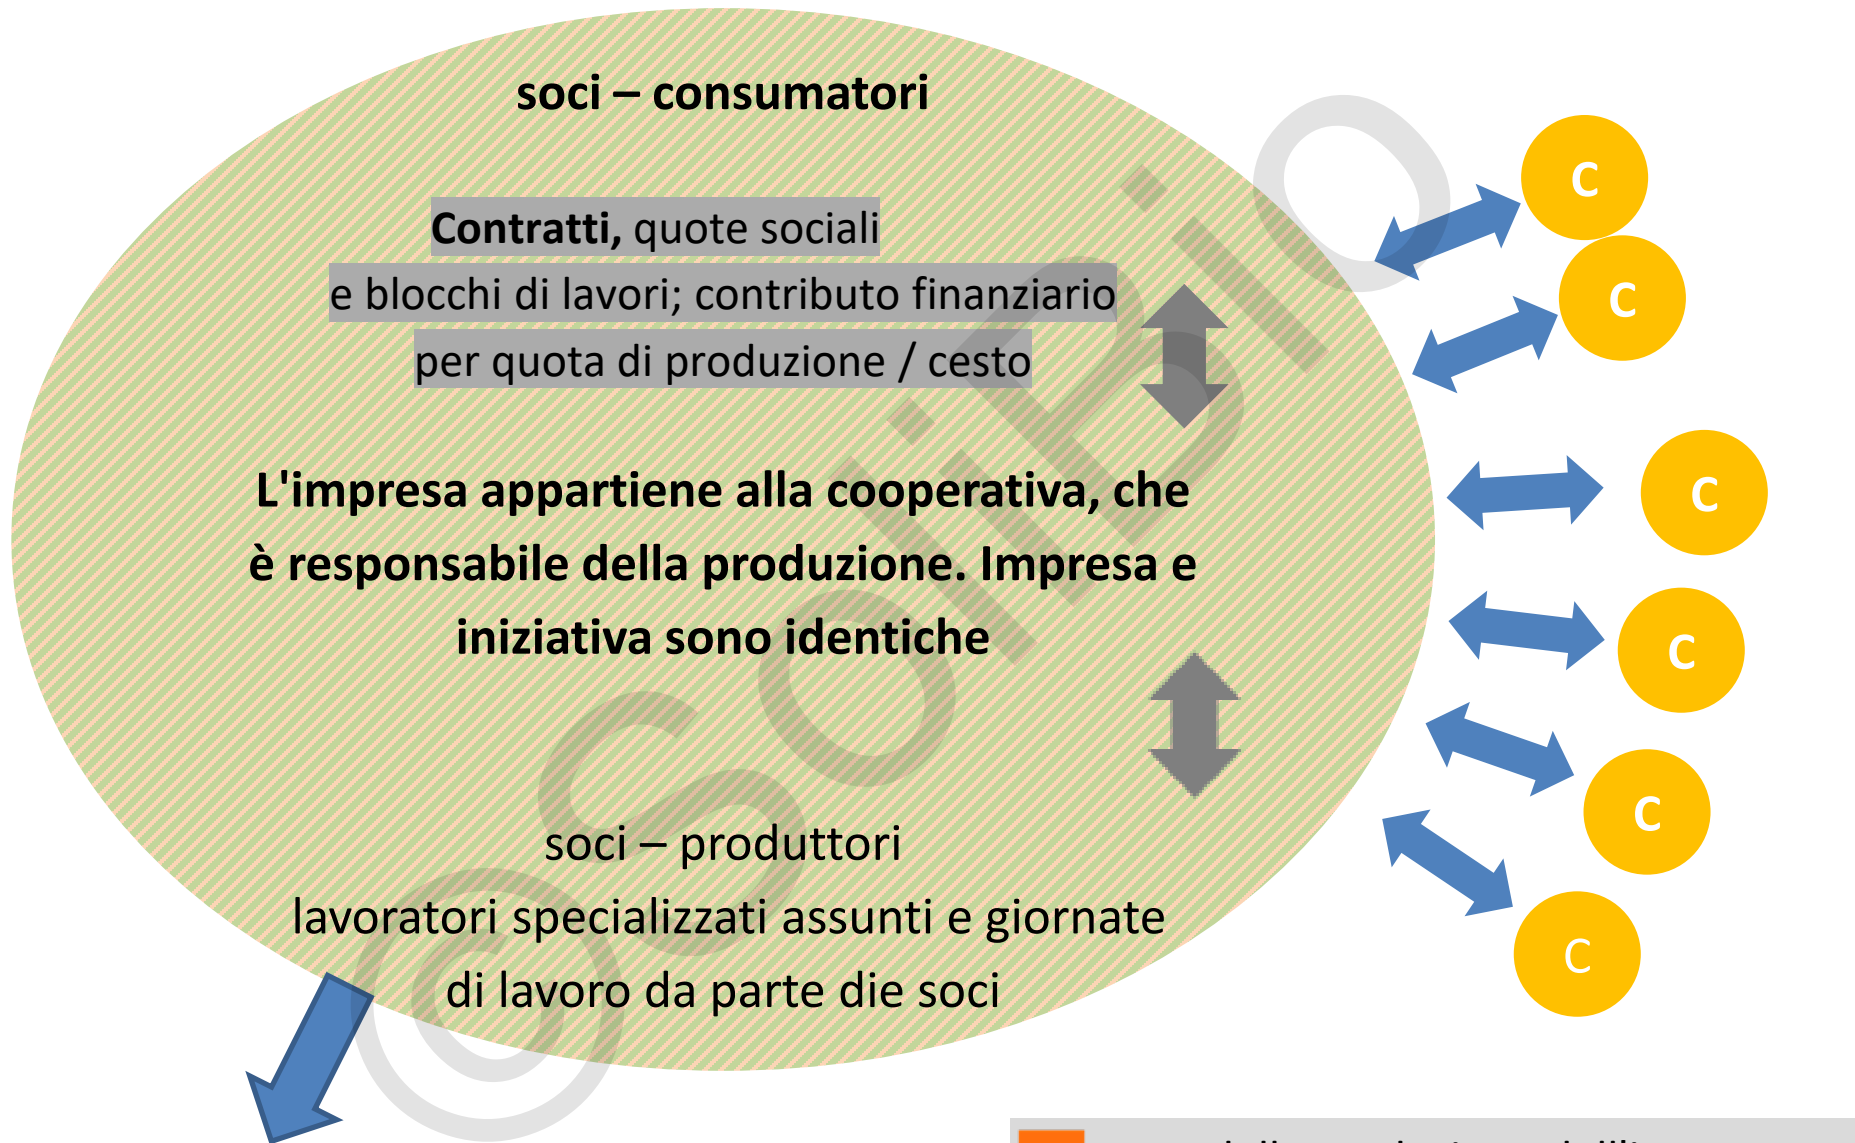 soci – consumatori
Contratti, quote sociali
e blocchi di lavori; contributo finanziario
per quota di produzione / cesto
L'impresa appartiene alla cooperativa, che
è responsabile della produzione. Impresa e
iniziativa sono identiche
soci – produttori
lavoratori specializzati assunti e giornate
di lavoro da parte die soci
C
C
C
C
C
C
©SoliBio